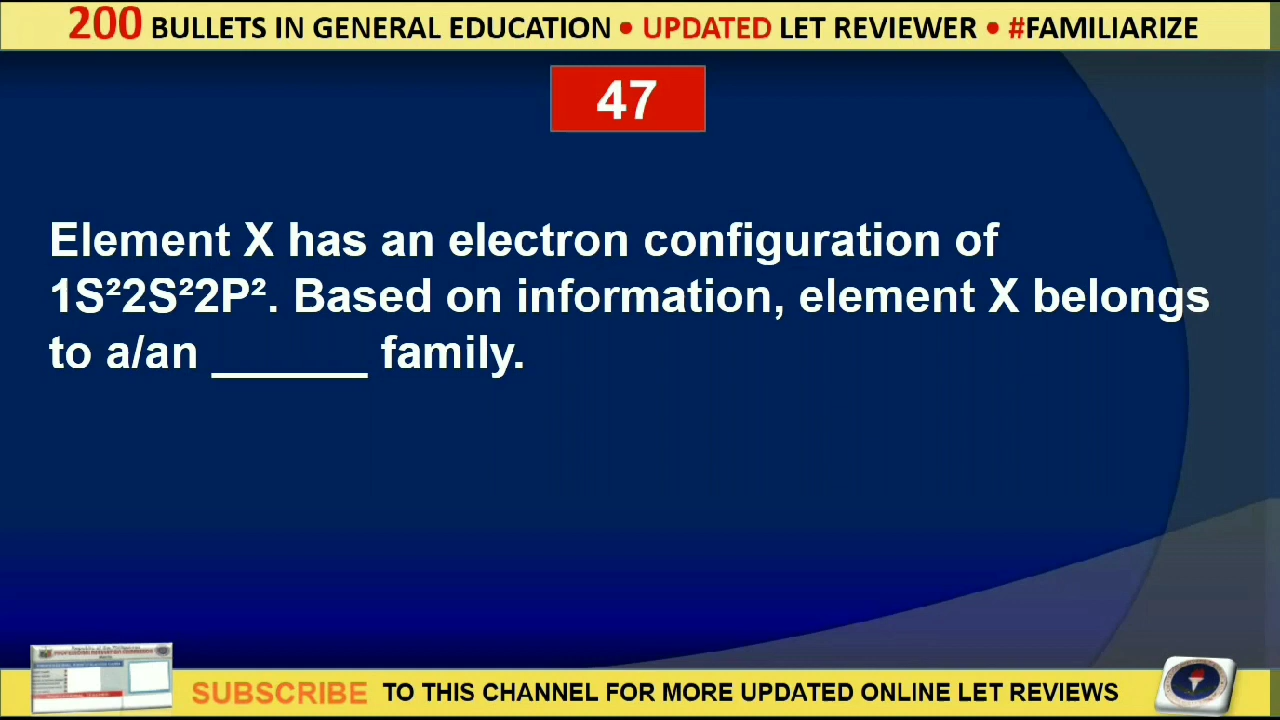 200 BULLETS IN GENERAL EDUCATION • UPDATED LET REVIEWER • #FAMILIARIZE
47
Element X has an electron configuration of
1S²2S²2P². Based on information, element X belongs
to a/an ______ family.
SUBSCRIBE TO THIS CHANNEL FOR MORE UPDATED ONLINE LET REVIEWS